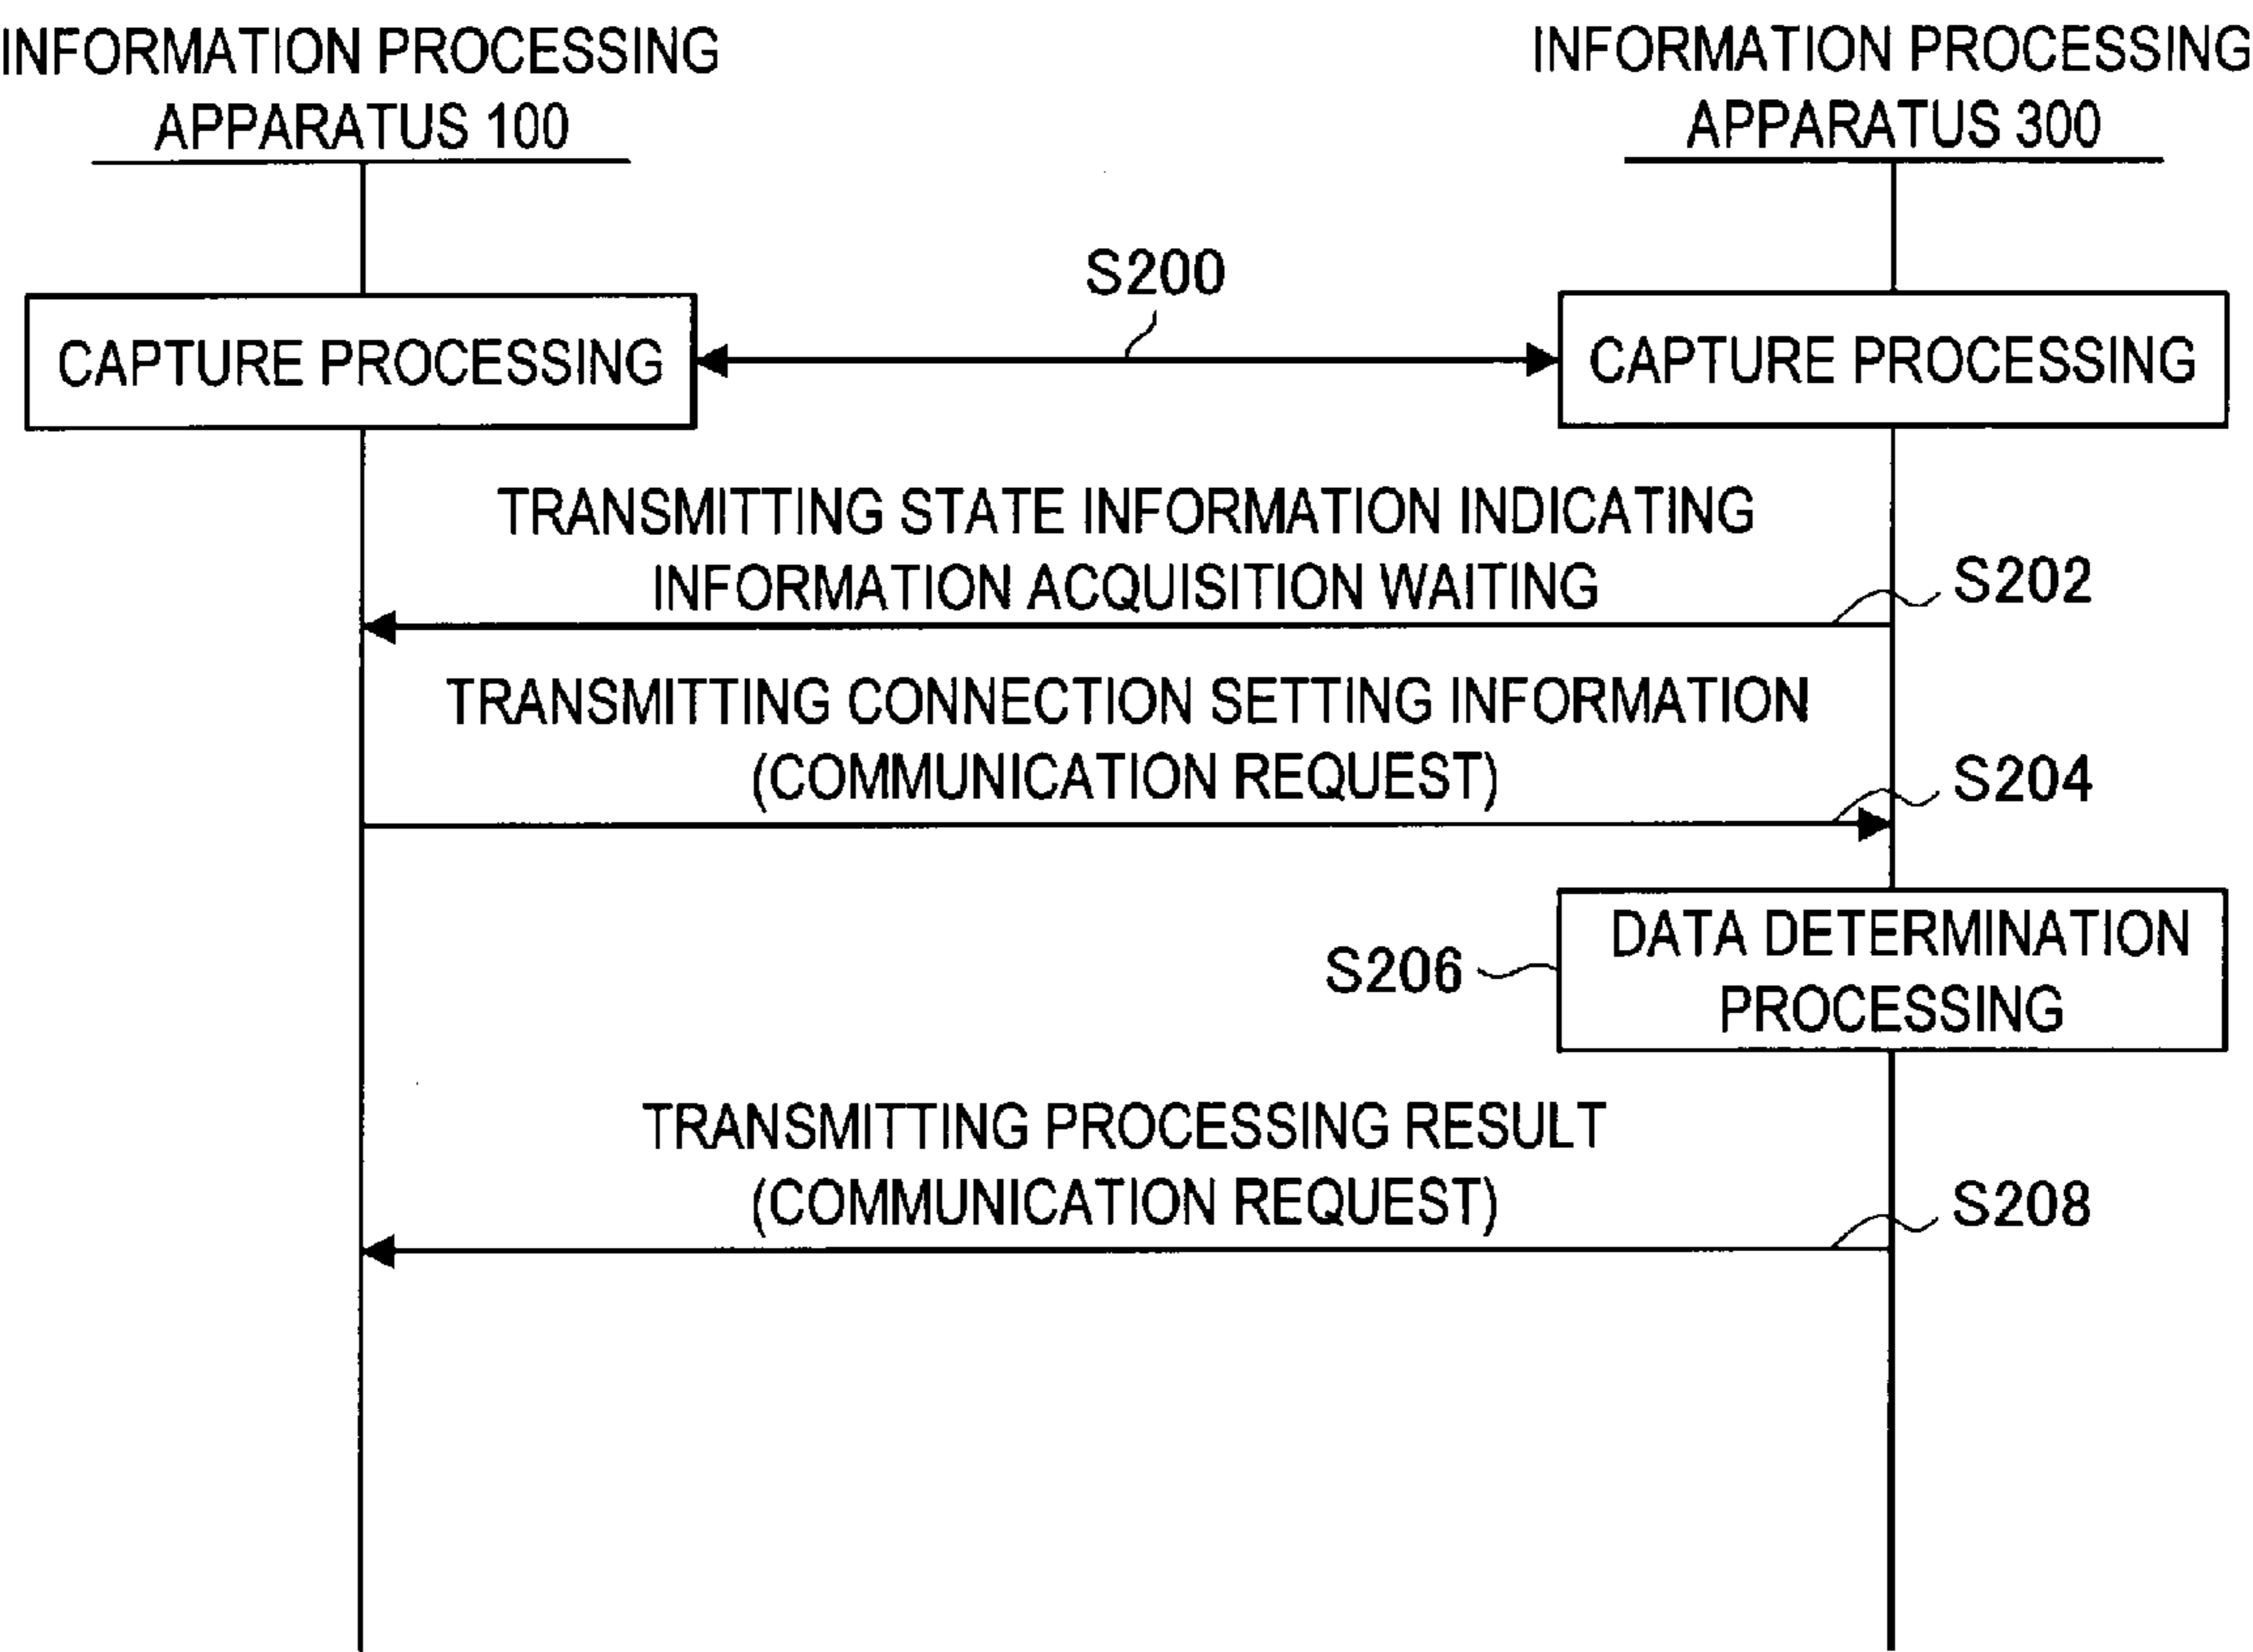 INFORMATION PROCESSING
APPARATUS 100
INFORMATION PROCESSING
APPARATUS 300
S200
CAPTURE PROCESSING
CAPTURE PROCESSING
TRANSMITTING STATE INFORMATION INDICATING
INFORMATION ACQUISITION WAITING
S202
TRANSMITTING CONNECTION SETTING INFORMATION
(COMMUNICATION REQUEST)
S204
DATA DETERMINATION
PROCESSING
S206
TRANSMITTING PROCESSING RESULT
(COMMUNICATION REQUEST)
S208